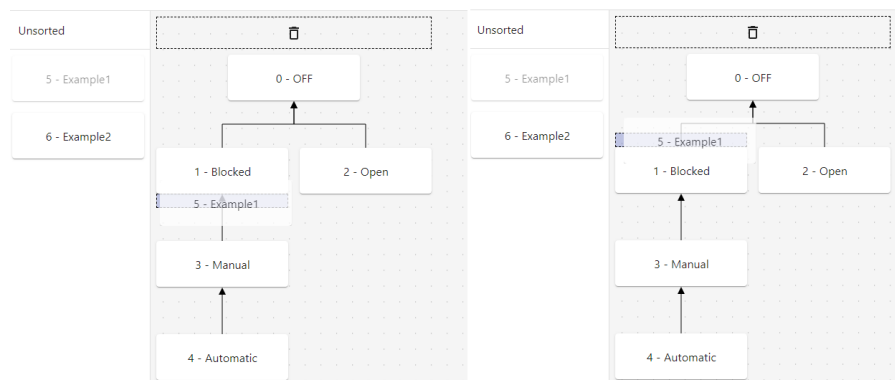 Unsorted
5 - Example1
6 - Example2
0 - OFF
1 - Blocked
2 - Open
5 - Example1
3 - Manual
4 - Automatic
Unsorted
5 - Example1
6 - Example2
0 - OFF
5 - Example1
1 - Blocked
2 - Open
3 - Manual
4 - Automatic